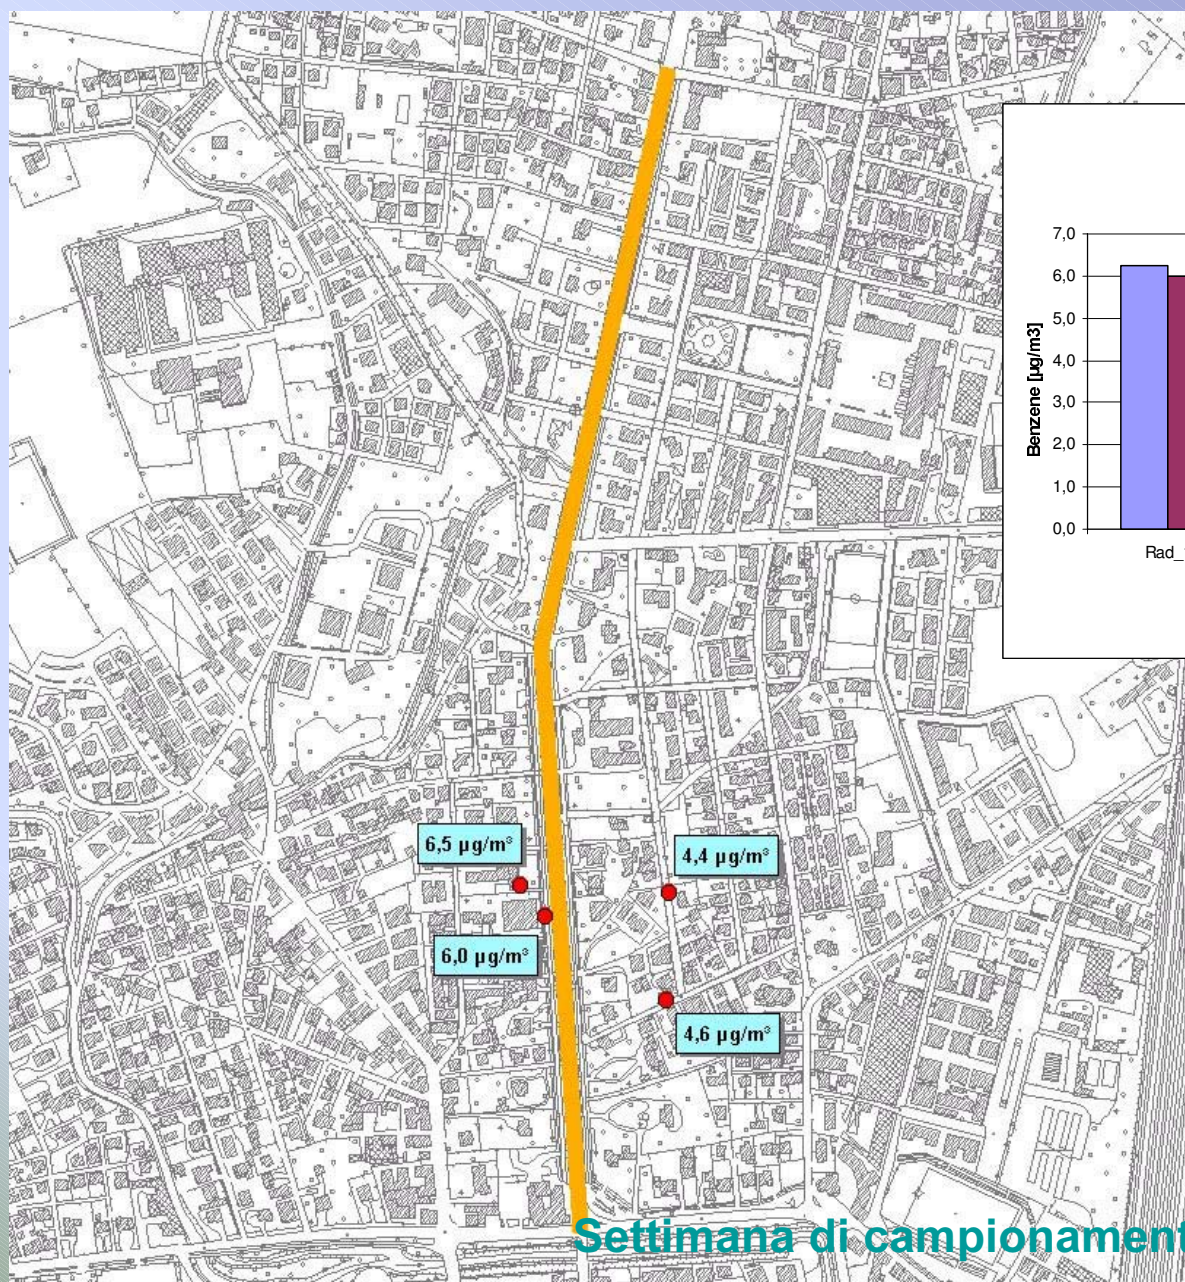 7,0
6,0
5,0
4,0
3,0
2,0
1,0
0,0
Benzene [µg/m3]
Rad_
6,5 µg/m³
4,4 µg/m³
6,0 µg/m³
4,6 µg/m³
Settimana di campionament